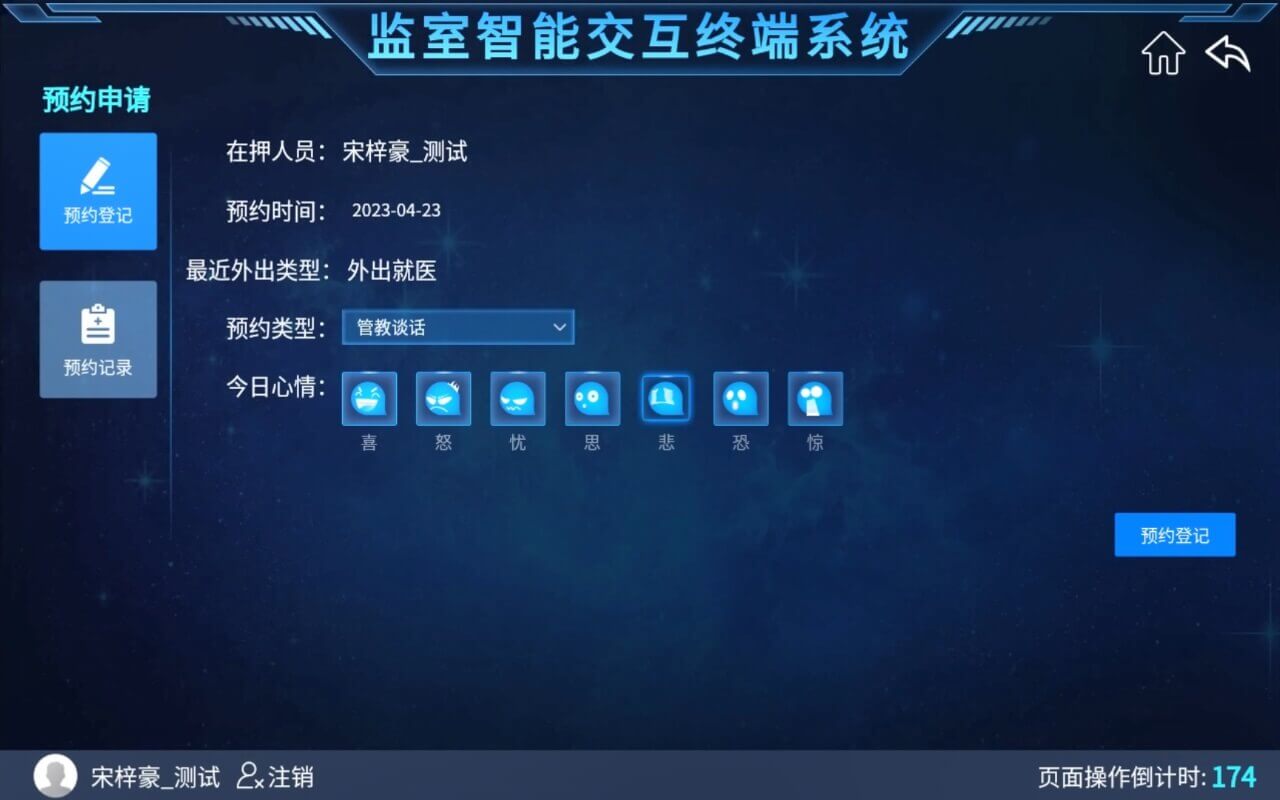 监室智能交互终端系统
预约申请
预约登记
预约记录
在押人员： 宋梓豪_测试
预约时间： 2023-04-23
最近外出类型： 外出就医
预约类型： 管教谈话
今日心情：
喜 怒 忧 思 悲 恐 惊
预约登记
宋梓豪_测试 注销
页面操作倒计时: 174